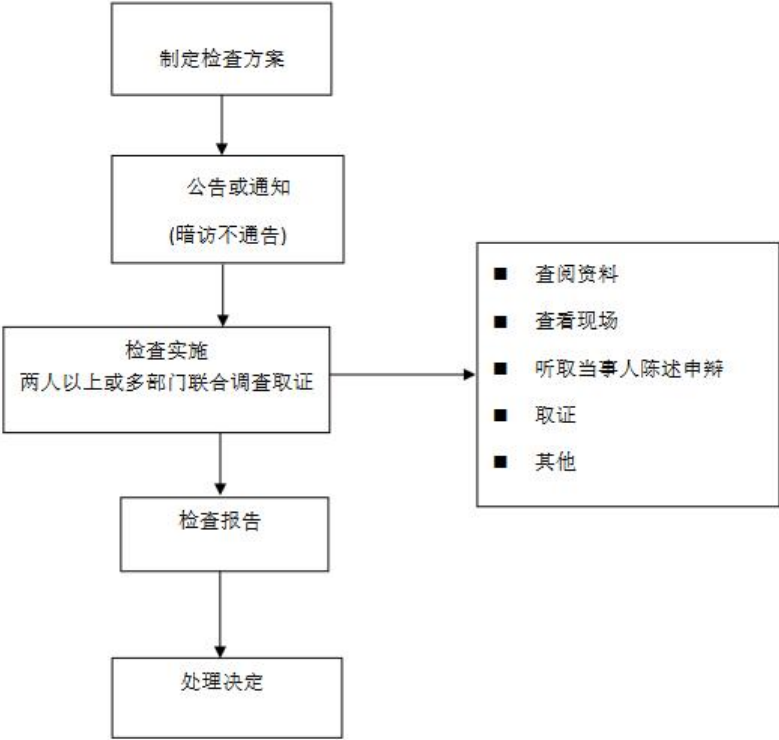 制定检查方案
公告或通知
(暗访不通告)
检查实施
两人以上或多部门联合调查取证
■ 查阅资料
■ 查看现场
■ 听取当事人陈述申辩
■ 取证
■ 其他
检查报告
处理决定